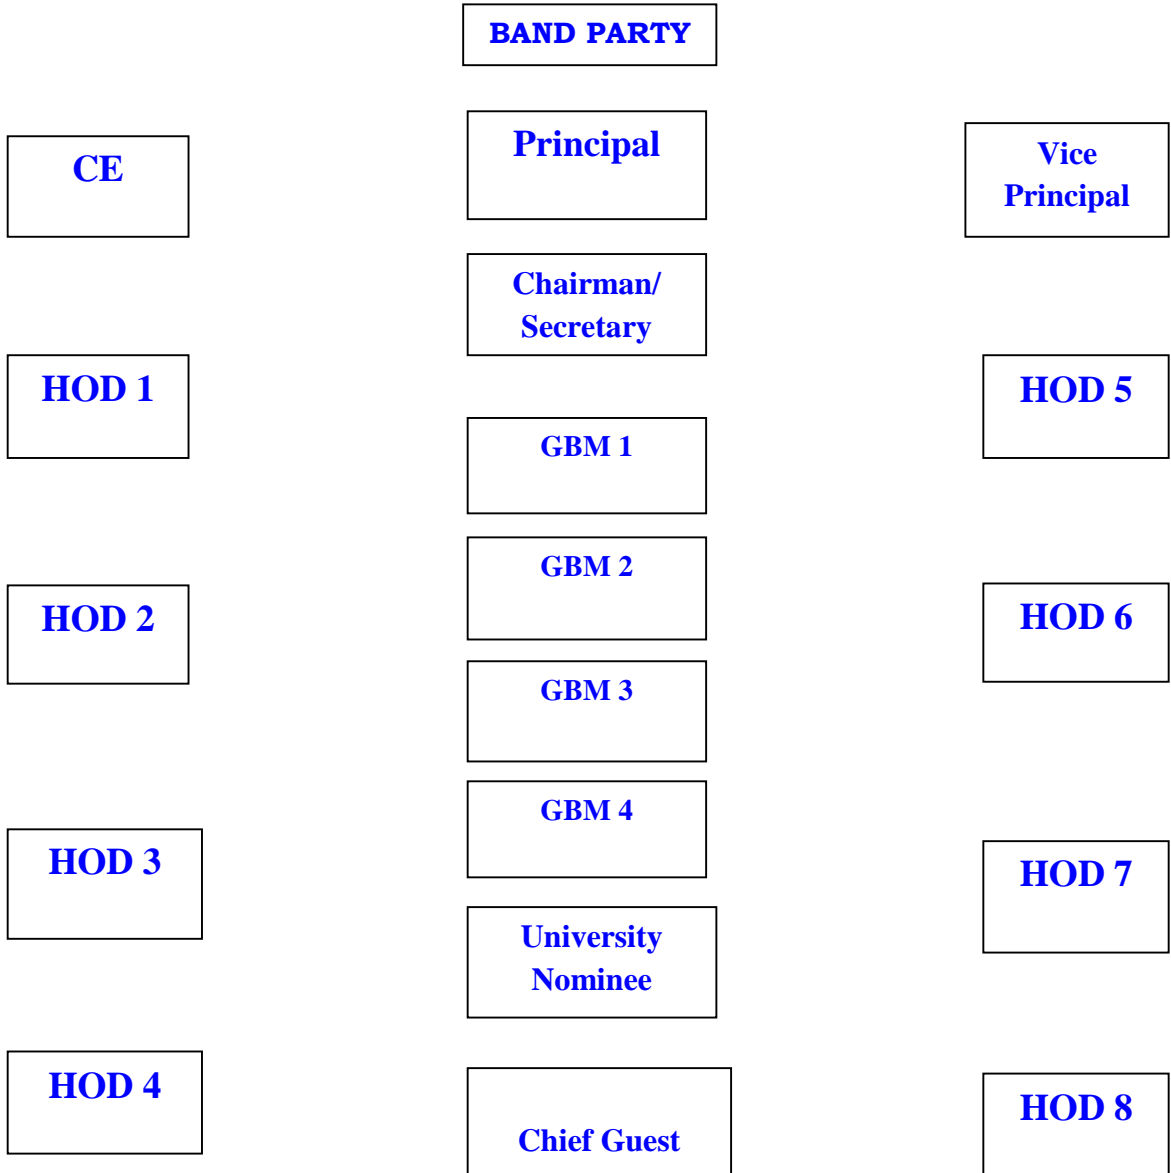 BAND PARTY
Principal
CE
Vice
Principal
Chairman/
Secretary
HOD 1
HOD 5
GBM 1
GBM 2
HOD 2
HOD 6
GBM 3
GBM 4
HOD 3
HOD 7
University
Nominee
HOD 4
HOD 8
Chief Guest